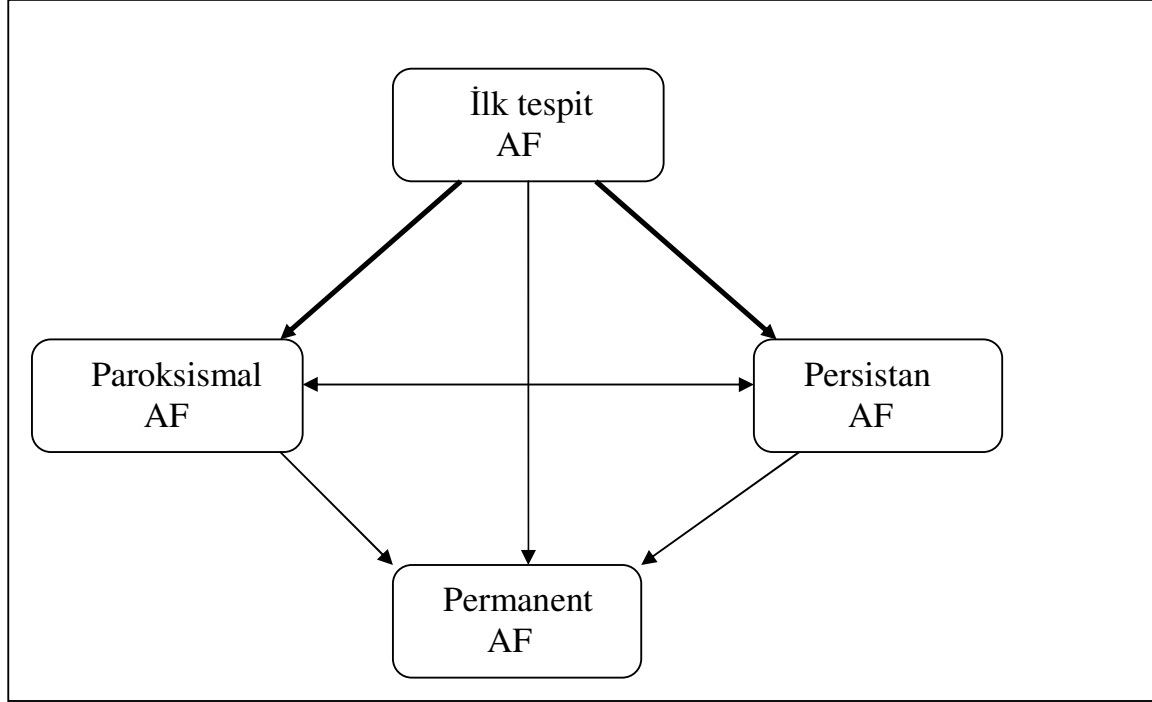 İlk tespit
AF
Paroksismal
AF
Persistan
AF
Permanent
AF